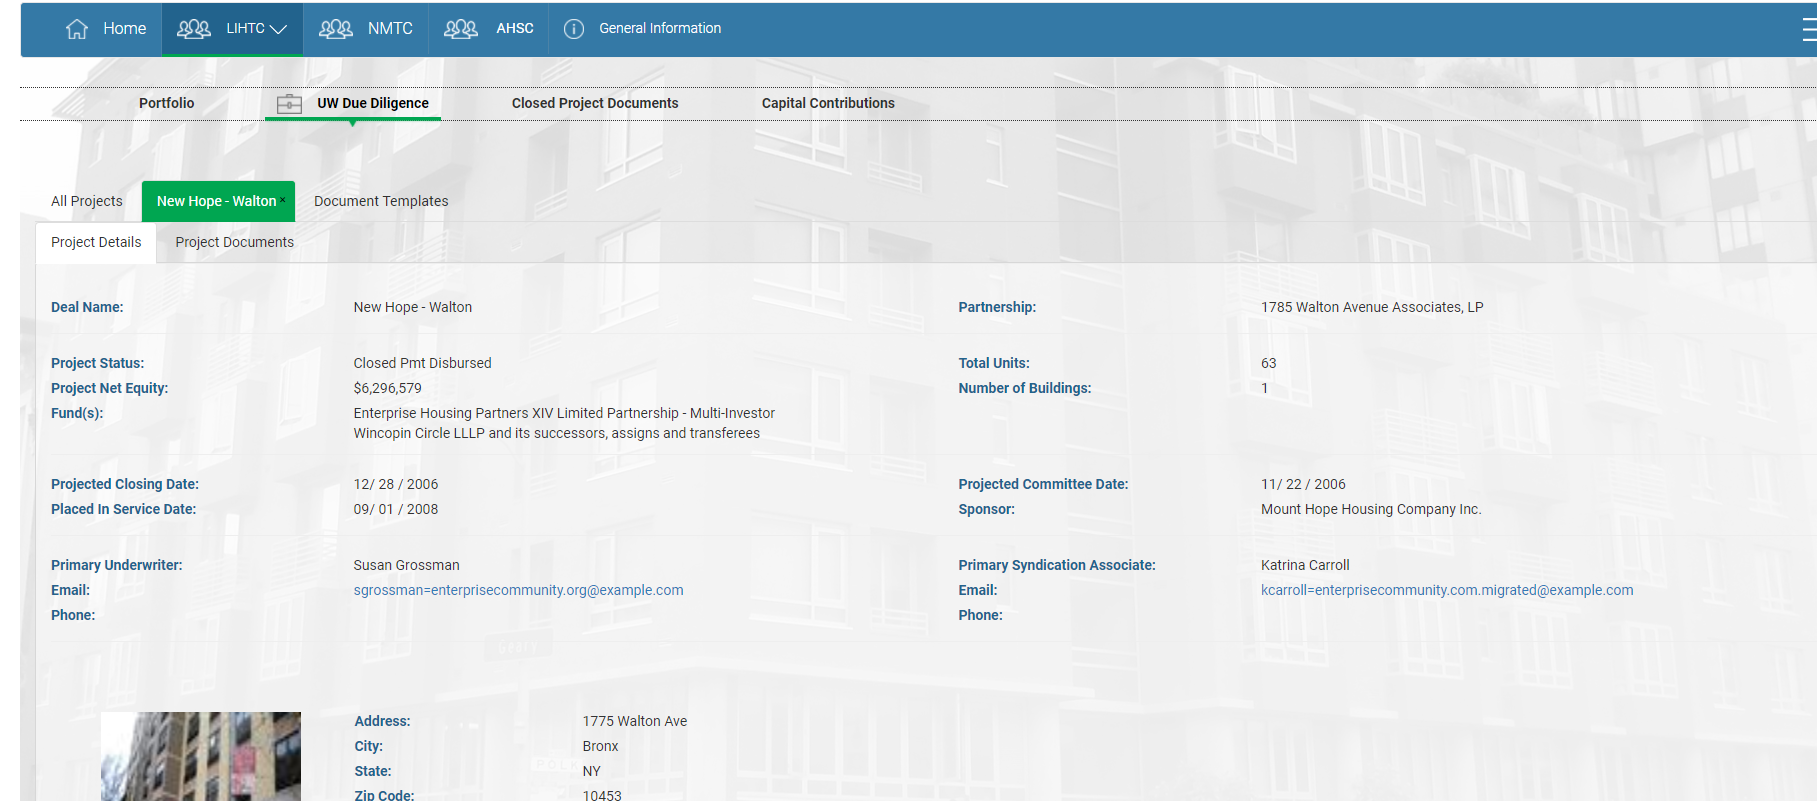 Home LIHTC NMTC AHSC General Information
Portfolio UW Due Diligence Closed Project Documents Capital Contributions
All Projects New Hope - Walton × Document Templates
Project Details Project Documents
Deal Name: New Hope - Walton Partnership: 1785 Walton Avenue Associates, LP
Project Status: Closed Pmt Disbursed Total Units: 63
Project Net Equity: $6,296,579 Number of Buildings: 1
Fund(s): Enterprise Housing Partners XIV Limited Partnership - Multi-Investor
Wincopin Circle LLLP and its successors, assigns and transferees
Projected Closing Date: 12/ 28 / 2006 Projected Committee Date: 11/ 22 / 2006
Placed In Service Date: 09/ 01 / 2008 Sponsor: Mount Hope Housing Company Inc.
Primary Underwriter: Susan Grossman Primary Syndication Associate: Katrina Carroll
Email: sgrossman=enterprisecommunity.org@example.com Email: kcarroll=enterprisecommunity.com.migrated@example.com
Phone: Phone:
Address: 1775 Walton Ave
City: Bronx
State: NY
Zip Code: 10453